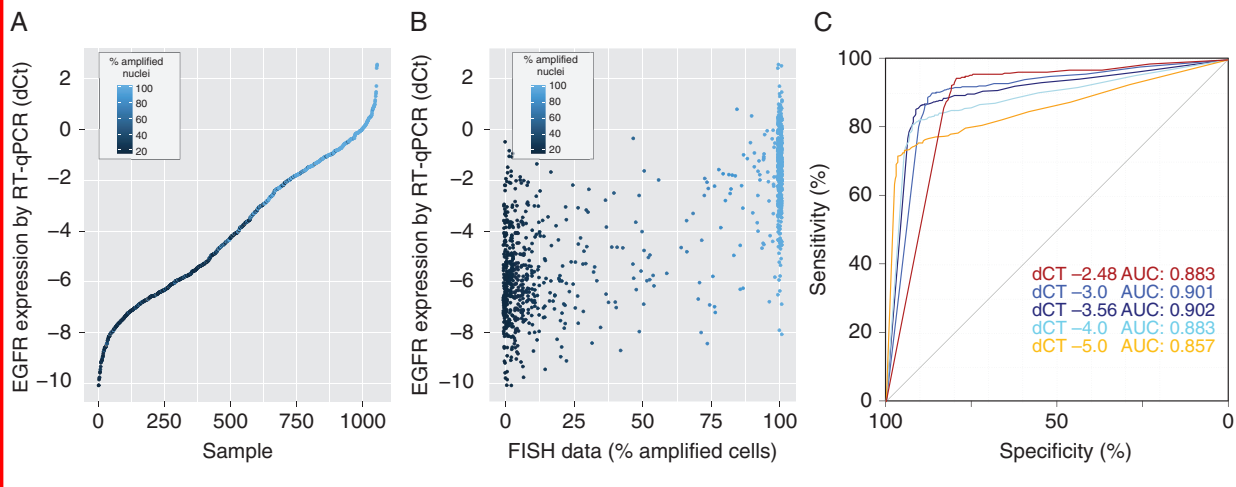 A
EGFR expression by RT-qPCR (dCt)
2
0
−2
−4
−6
−8
−10
% amplified
nuclei
100
80
60
40
20
0
250
500
750
1000
Sample
B
EGFR expression by RT-qPCR (dCt)
2
0
−2
−4
−6
−8
−10
% amplified
nuclei
100
80
60
40
20
0
25
50
75
100
FISH data (% amplified cells)
C
Sensitivity (%)
100
80
60
40
20
0
dCT −2.48 AUC: 0.883
dCT −3.0 AUC: 0.901
dCT −3.56 AUC: 0.902
dCT −4.0 AUC: 0.883
dCT −5.0 AUC: 0.857
100
50
0
Specificity (%)